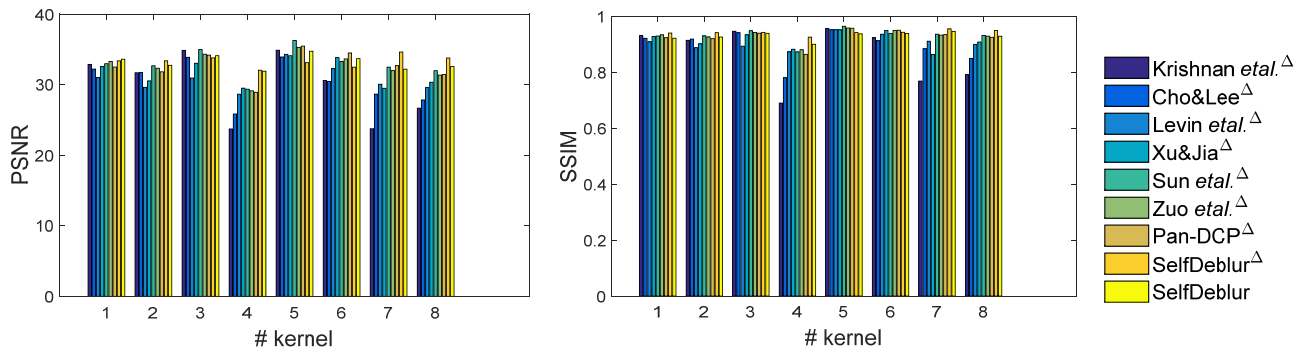 40
30
20
10
0
PSNR
1 2 3 4 5 6 7 8
# kernel
1
0.8
0.6
0.4
0.2
0
SSIM
1 2 3 4 5 6 7 8
# kernel
Krishnan etal.Δ
Cho&LeeΔ
Levin etal.Δ
Xu&JiaΔ
Sun etal.Δ
Zuo etal.Δ
Pan-DCPΔ
SelfDeblurΔ
SelfDeblur